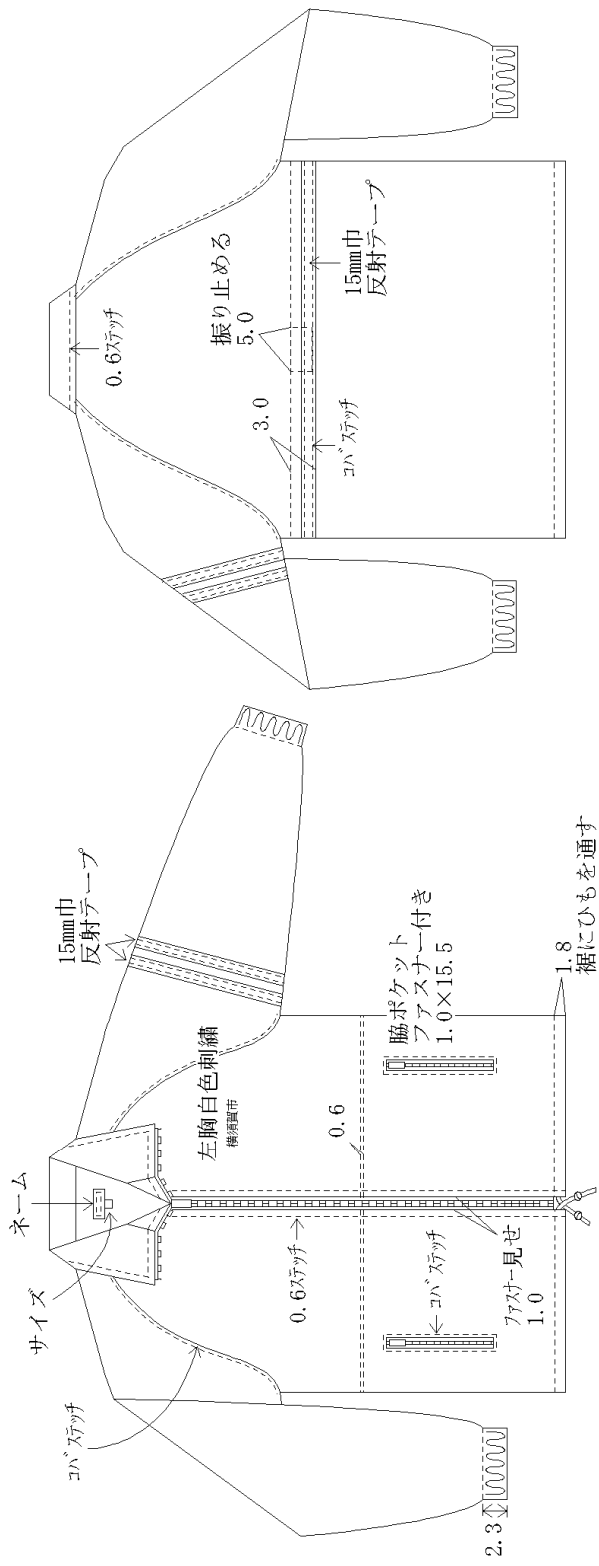 ネーム
サイズ
コバステッチ
15mm巾
反射テープ
左胸白色刺繍
横須賀市
0.6
0.6ステッチ
コバステッチ
脇ポケット
ファスナー付き
1.0×15.5
ファスナー見せ
1.0
1.8
裾にひもを通す
2.3
0.6ステッチ
振り止める
5.0
3.0
コバステッチ
15mm巾
反射テープ